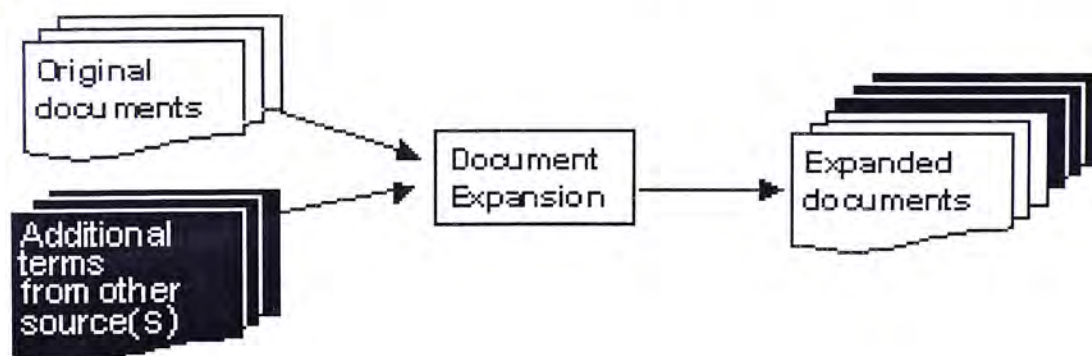 Original
documents
Additional
terms
from other
source(s)
Document
Expansion
Expanded
documents